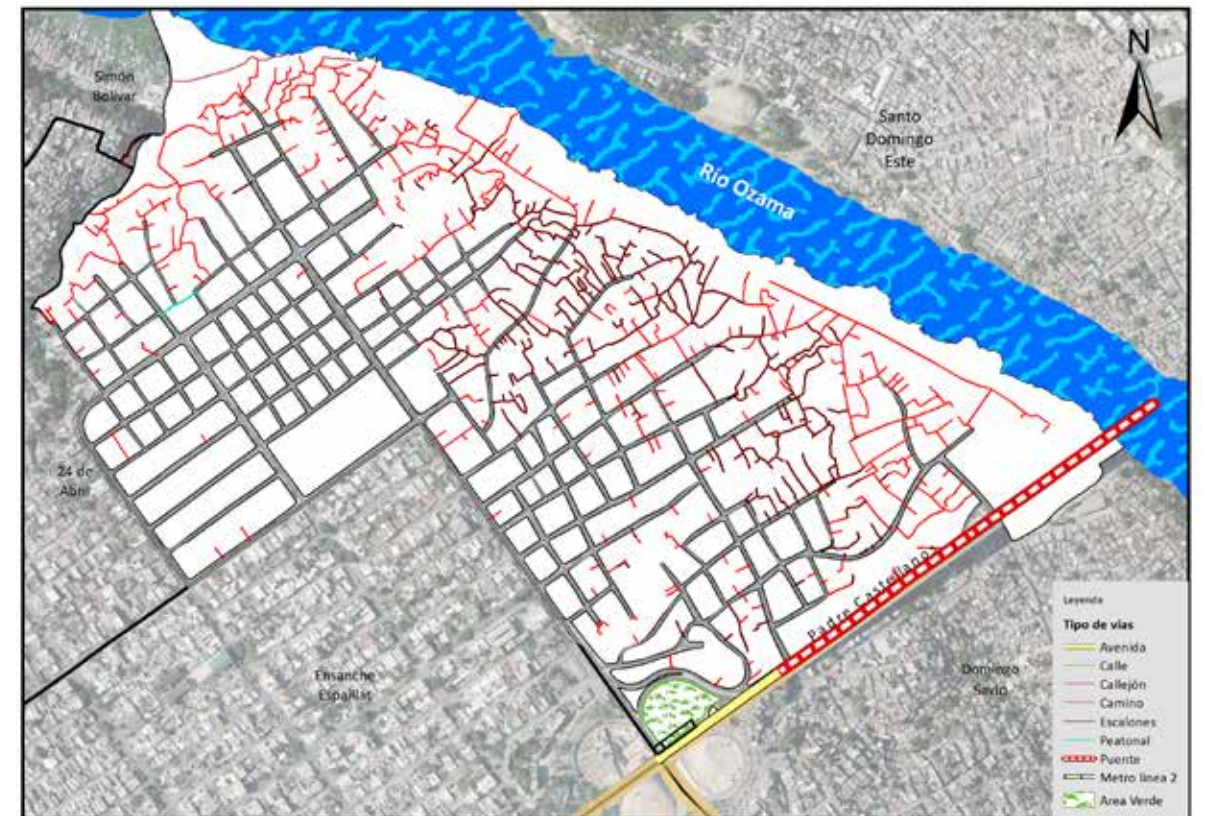 Simón
Bolívar
N
Santo
Domingo
Este
Río Ozama
24 de
Abril
Ensanche
Espaillat
Padre Castellanos
Domingo
Savio
Leyenda
Tipo de vías
Avenida
Calle
Callejón
Camino
Escalones
Peatonal
Puente
Metro línea 2
Area Verde